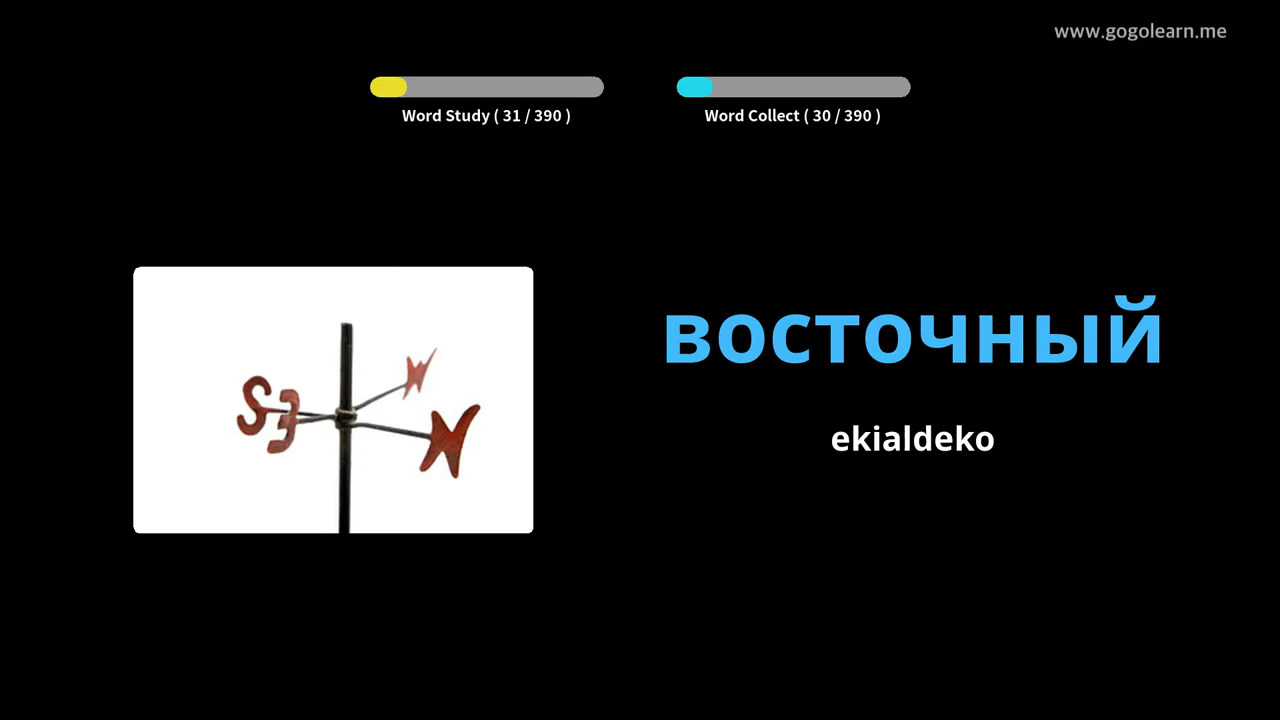 www.gogolearn.me
Word Study ( 31 / 390 )
Word Collect ( 30 / 390 )
восточный
ekialdeko
S
E
N